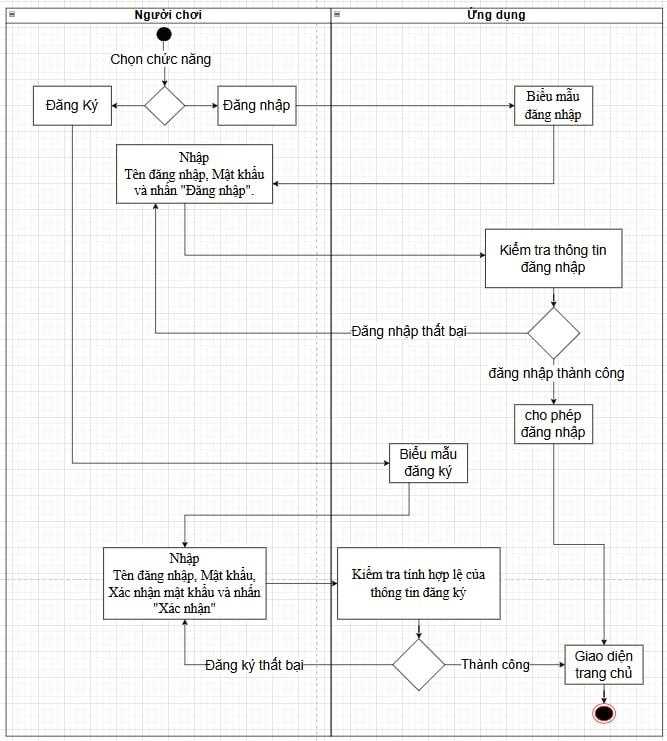 Người chơi
Ứng dụng
Chọn chức năng
Đăng Ký
Đăng nhập
Biểu mẫu
đăng nhập
Nhập
Tên đăng nhập, Mật khẩu
và nhấn "Đăng nhập".
Kiểm tra thông tin
đăng nhập
Đăng nhập thất bại
đăng nhập thành công
cho phép
đăng nhập
Biểu mẫu
đăng ký
Nhập
Tên đăng nhập, Mật khẩu,
Xác nhận mật khẩu và nhấn
"Xác nhận"
Kiểm tra tính hợp lệ của
thông tin đăng ký
Đăng ký thất bại
Thành công
Giao diện
trang chủ